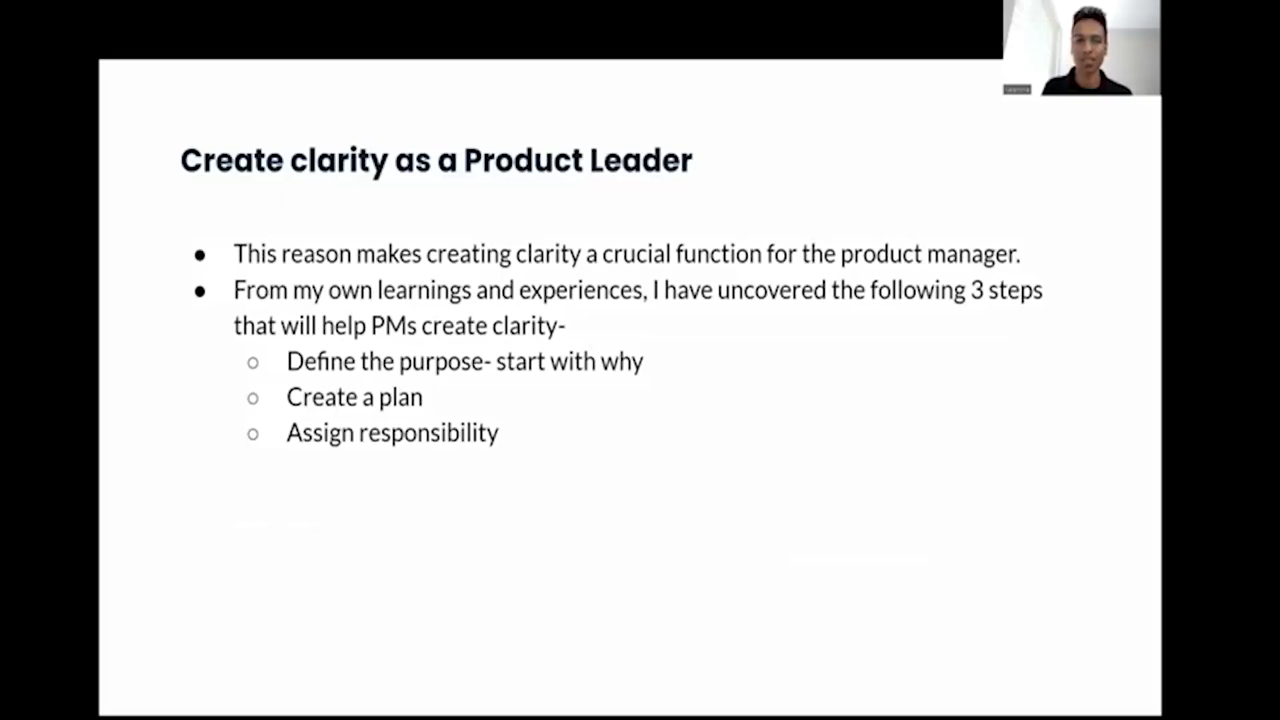 Create clarity as a Product Leader
● This reason makes creating clarity a crucial function for the product manager.
● From my own learnings and experiences, I have uncovered the following 3 steps
that will help PMs create clarity-
○ Define the purpose- start with why
○ Create a plan
○ Assign responsibility